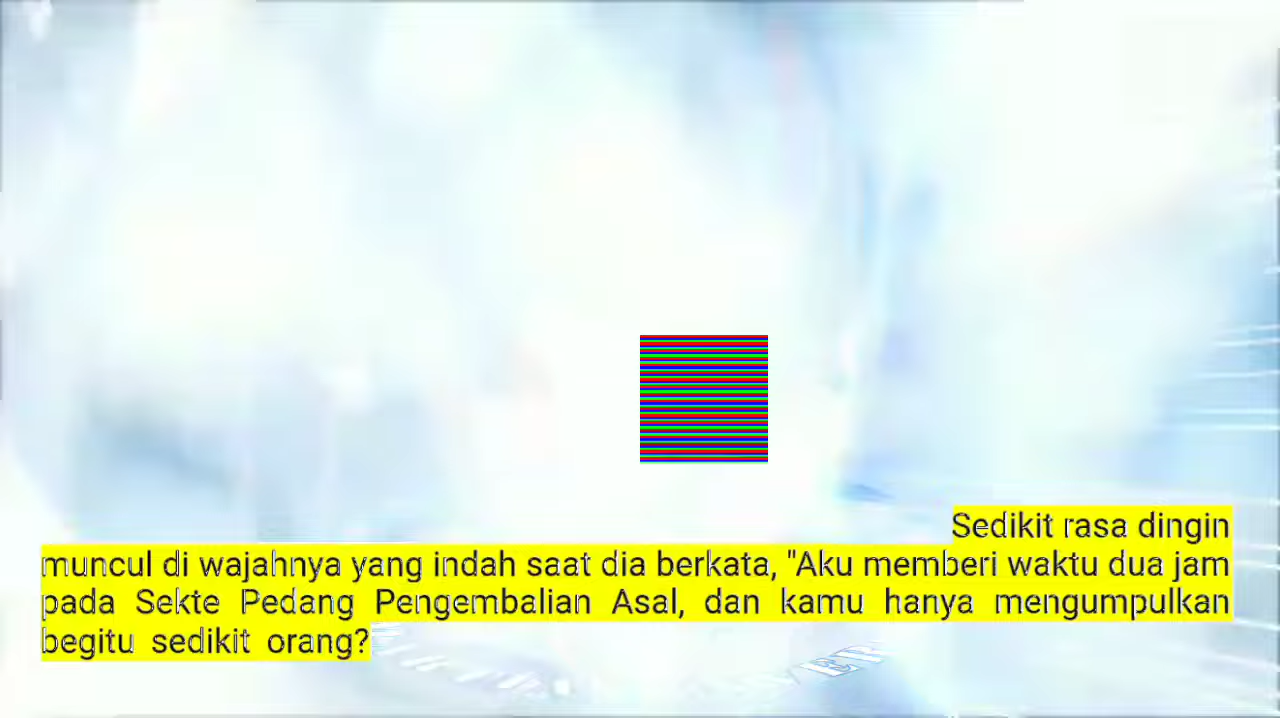 Sedikit rasa dingin
muncul di wajahnya yang indah saat dia berkata, "Aku memberi waktu dua jam
pada Sekte Pedang Pengembalian Asal, dan kamu hanya mengumpulkan
begitu sedikit orang?